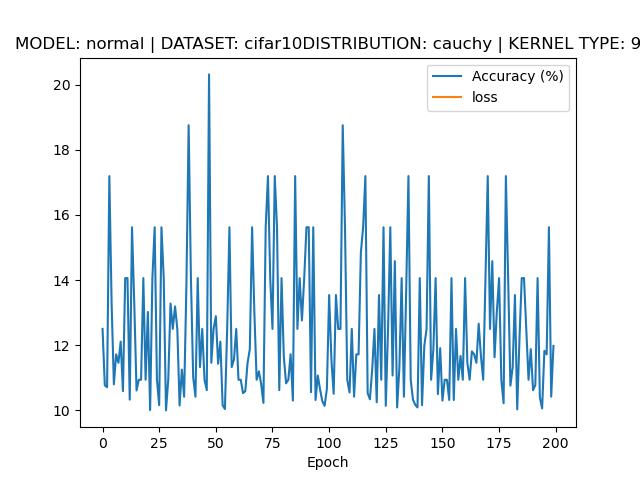 MODEL: normal | DATASET: cifar10DISTRIBUTION: cauchy | KERNEL TYPE: 9
Accuracy (%)
loss
20
18
16
14
12
10
0 25 50 75 100 125 150 175 200
Epoch